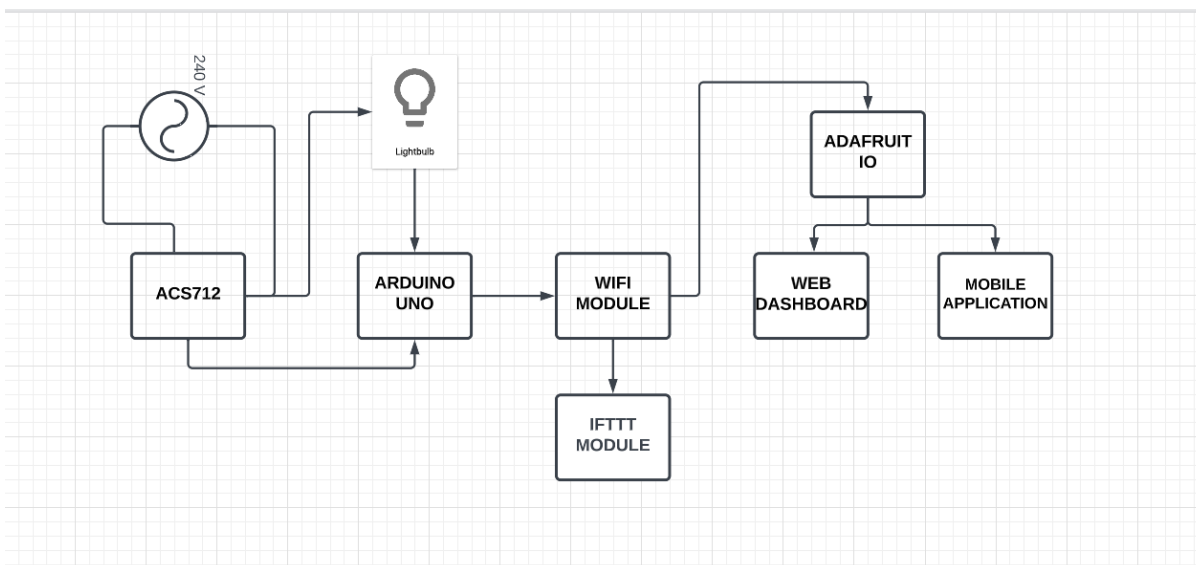 240 V
Lightbulb
ADAFRUIT
IO
ACS712
ARDUINO
UNO
WIFI
MODULE
WEB
DASHBOARD
MOBILE
APPLICATION
IFTTT
MODULE